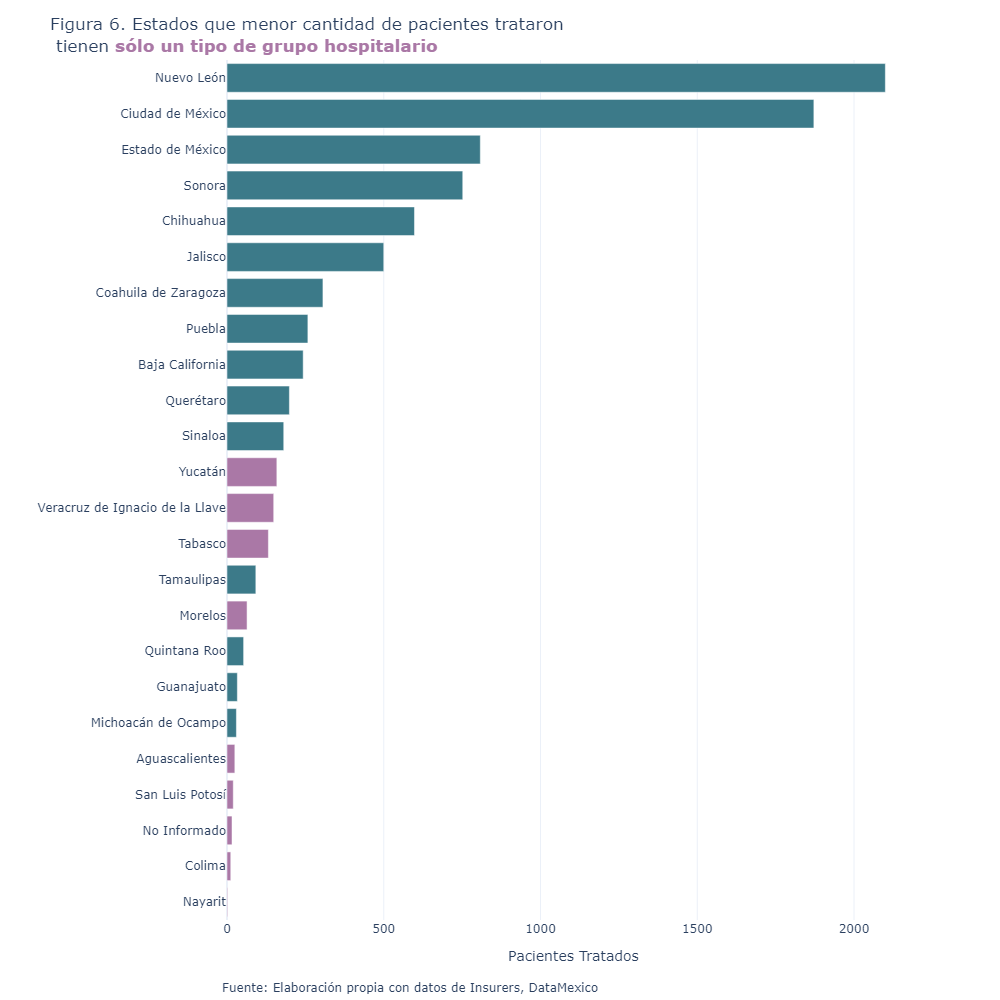 Figura 6. Estados que menor cantidad de pacientes trataron
tienen sólo un tipo de grupo hospitalario
Nuevo León
Ciudad de México
Estado de México
Sonora
Chihuahua
Jalisco
Coahuila de Zaragoza
Puebla
Baja California
Querétaro
Sinaloa
Yucatán
Veracruz de Ignacio de la Llave
Tabasco
Tamaulipas
Morelos
Quintana Roo
Guanajuato
Michoacán de Ocampo
Aguascalientes
San Luis Potosí
No Informado
Colima
Nayarit
0 500 1000 1500 2000
Pacientes Tratados
Fuente: Elaboración propia con datos de Insurers, DataMexico